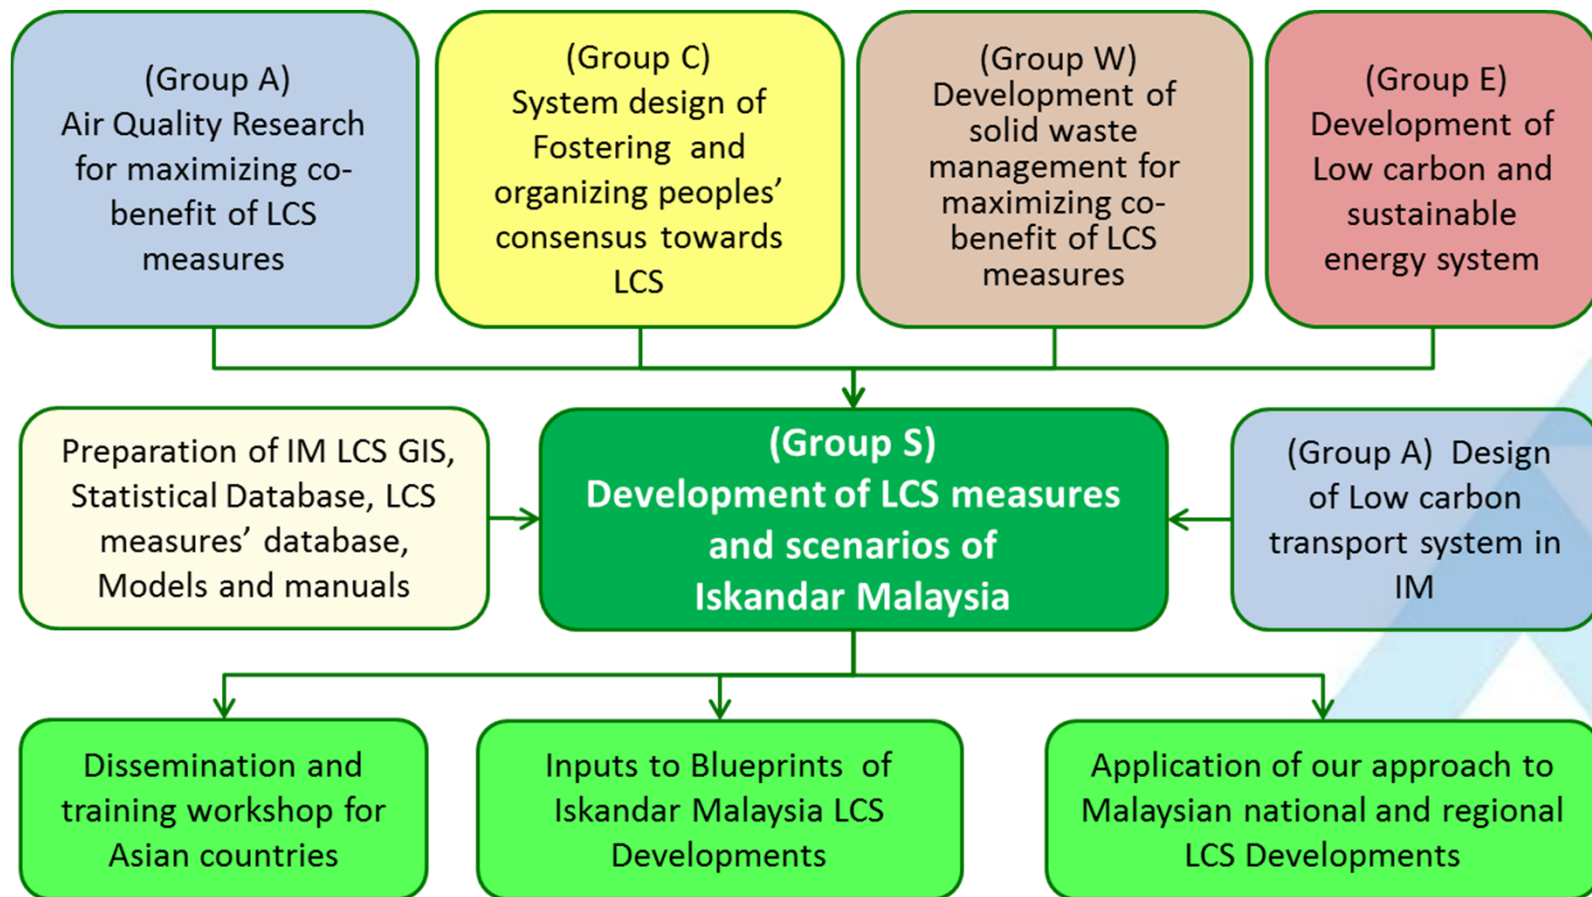 (Group A)
Air Quality Research
for maximizing co-
benefit of LCS
measures
(Group C)
System design of
Fostering and
organizing peoples’
consensus towards
LCS
(Group W)
Development of
solid waste
management for
maximizing co-
benefit of LCS
measures
(Group E)
Development of
Low carbon and
sustainable
energy system
Preparation of IM LCS GIS,
Statistical Database, LCS
measures’ database,
Models and manuals
(Group S)
Development of LCS measures
and scenarios of
Iskandar Malaysia
(Group A) Design
of Low carbon
transport system in
IM
Dissemination and
training workshop for
Asian countries
Inputs to Blueprints of
Iskandar Malaysia LCS
Developments
Application of our approach to
Malaysian national and regional
LCS Developments